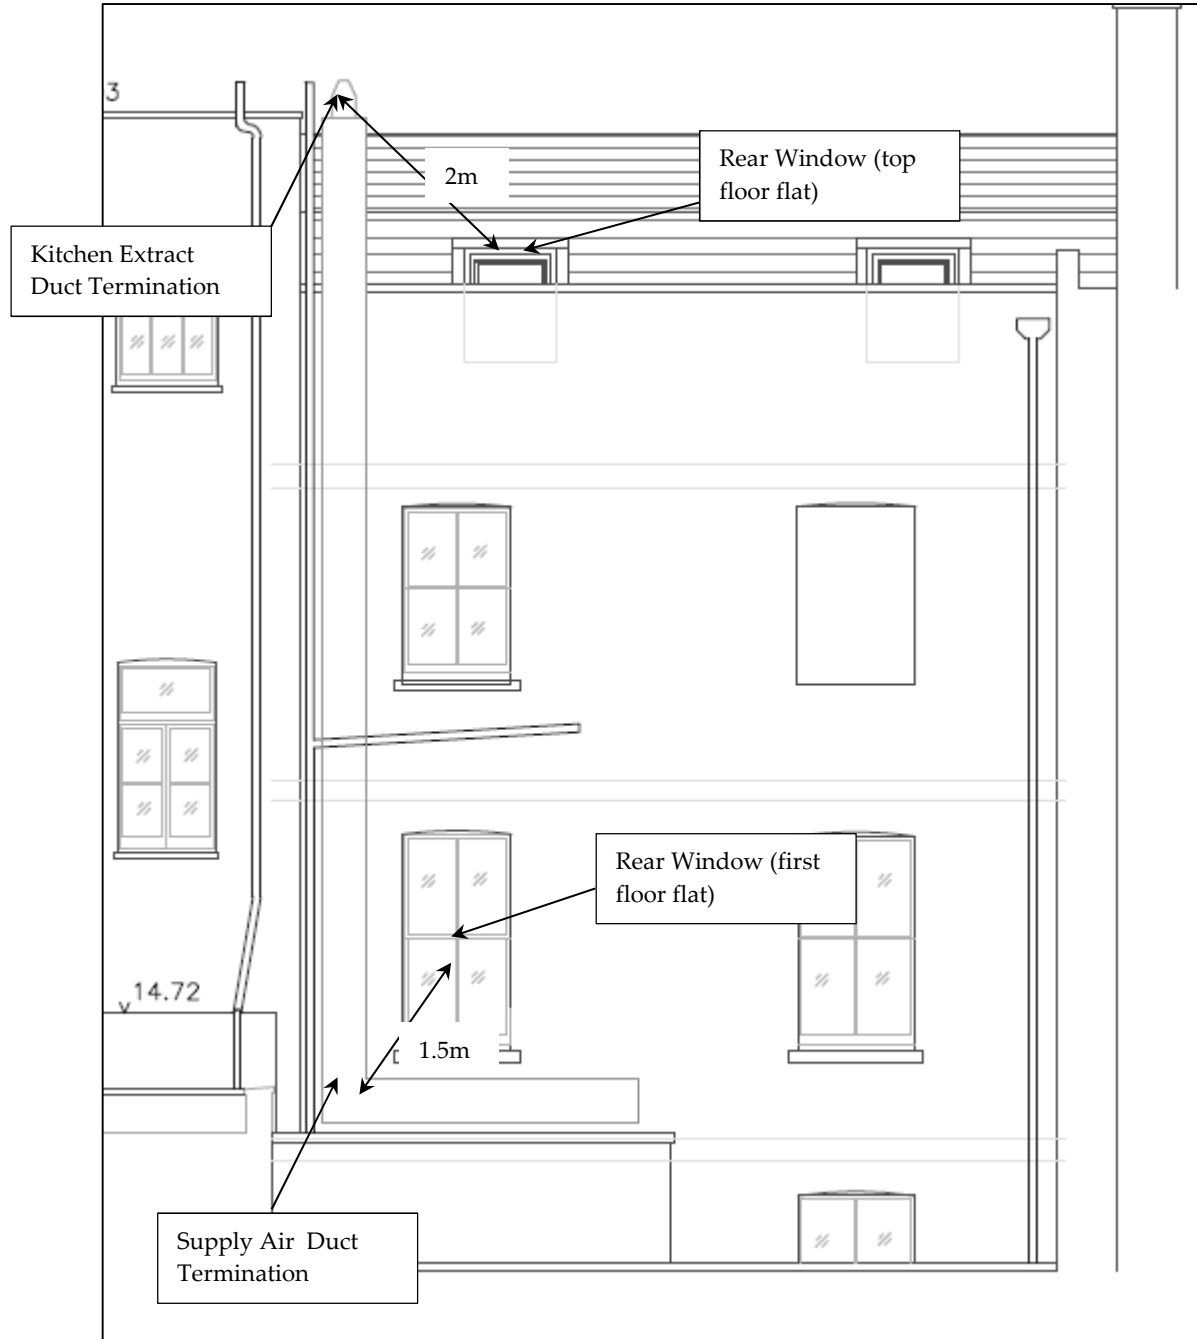 3
Rear Window (top
floor flat)
2m
Kitchen Extract
Duct Termination
Rear Window (first
floor flat)
14.72
1.5m
Supply Air Duct
Termination